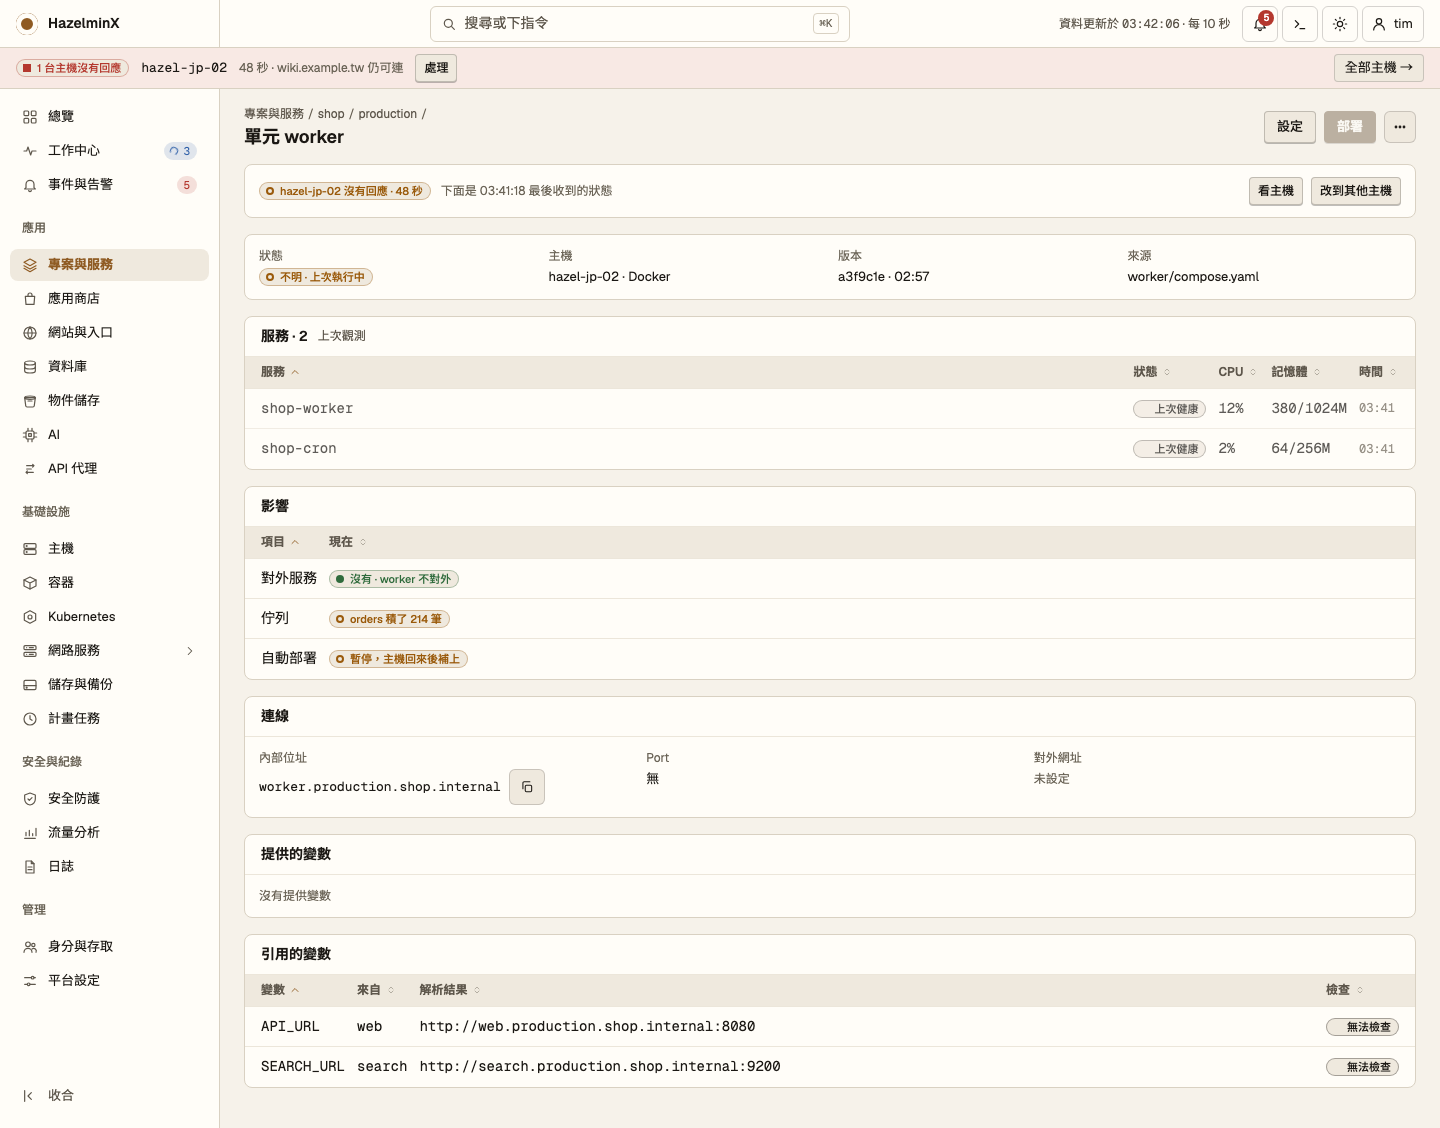 HazelminX
搜尋或下指令
⌘K
資料更新於 03:42:06 · 每 10 秒
5
tim
1 台主機沒有回應
hazel-jp-02
48 秒 · wiki.example.tw 仍可連
處理
全部主機 →
總覽
工作中心
3
事件與告警
5
應用
專案與服務
應用商店
網站與入口
資料庫
物件儲存
AI
API 代理
基礎設施
主機
容器
Kubernetes
網路服務
儲存與備份
計畫任務
安全與紀錄
安全防護
流量分析
日誌
管理
身分與存取
平台設定
收合
專案與服務 / shop / production /
單元 worker
設定
部署
hazel-jp-02 沒有回應 · 48 秒
下面是 03:41:18 最後收到的狀態
看主機
改到其他主機
狀態
不明 · 上次執行中
主機
hazel-jp-02 · Docker
版本
a3f9c1e · 02:57
來源
worker/compose.yaml
服務 · 2 上次觀測
服務 狀態 CPU 記憶體 時間
shop-worker 上次健康 12% 380/1024M 03:41
shop-cron 上次健康 2% 64/256M 03:41
影響
項目 現在
對外服務 沒有 · worker 不對外
佇列 orders 積了 214 筆
自動部署 暫停，主機回來後補上
連線
內部位址
worker.production.shop.internal
Port
無
對外網址
未設定
提供的變數
沒有提供變數
引用的變數
變數 來自 解析結果 檢查
API_URL web http://web.production.shop.internal:8080 無法檢查
SEARCH_URL search http://search.production.shop.internal:9200 無法檢查